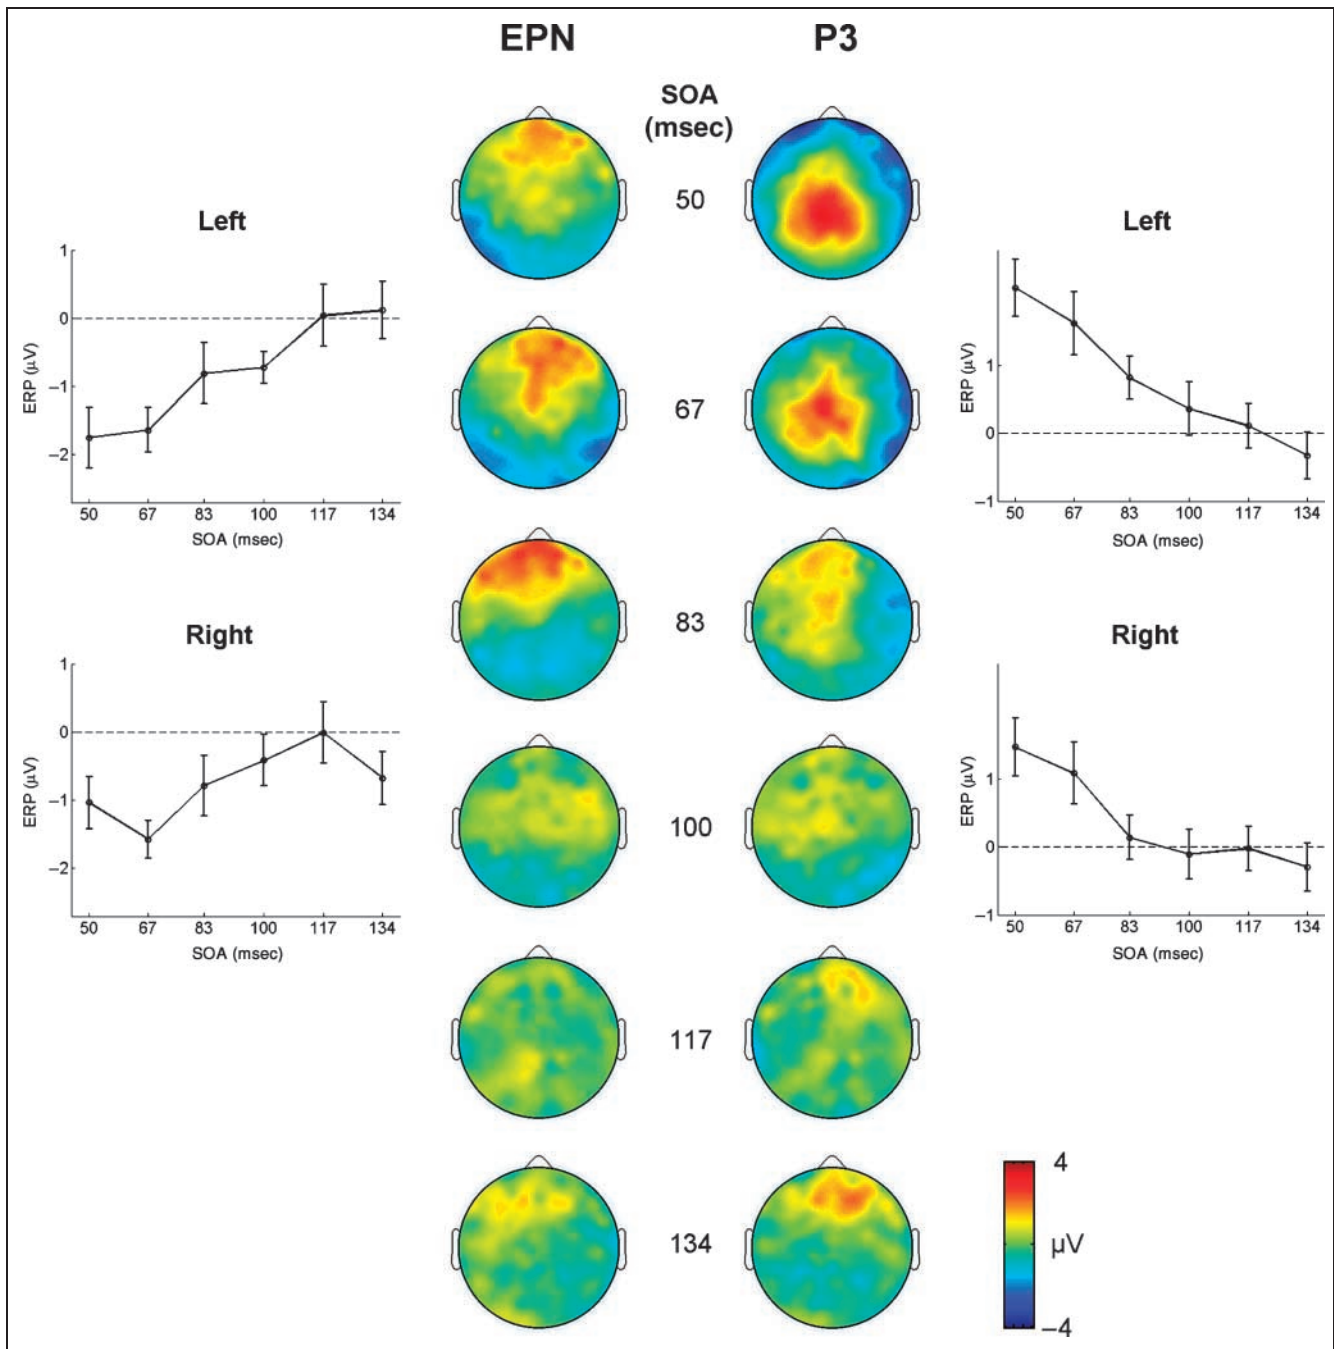 EPN
P3
SOA
(msec)
50
67
83
100
117
134
Left
1
0
−1
−2
ERP (µV)
50 67 83 100 117 134
SOA (msec)
Right
1
0
−1
−2
ERP (µV)
50 67 83 100 117 134
SOA (msec)
Left
1
0
−1
ERP (µV)
50 67 83 100 117 134
SOA (msec)
Right
1
0
−1
ERP (µV)
50 67 83 100 117 134
SOA (msec)
4
µV
−4